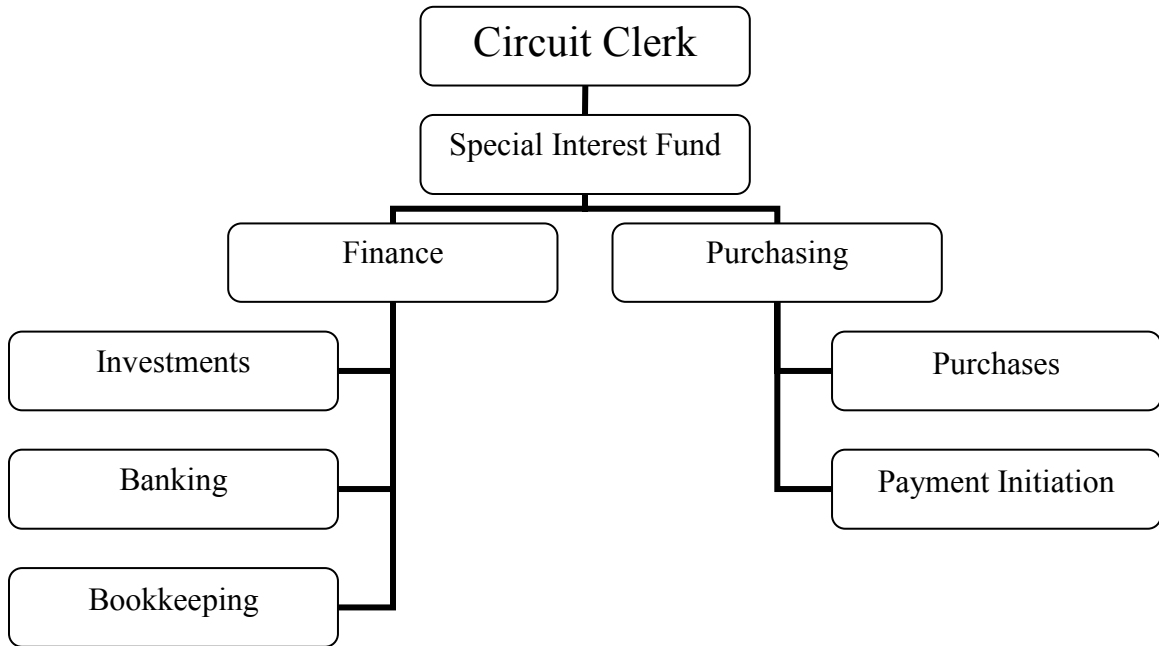 Circuit Clerk
Special Interest Fund
Finance
Purchasing
Investments
Purchases
Banking
Payment Initiation
Bookkeeping